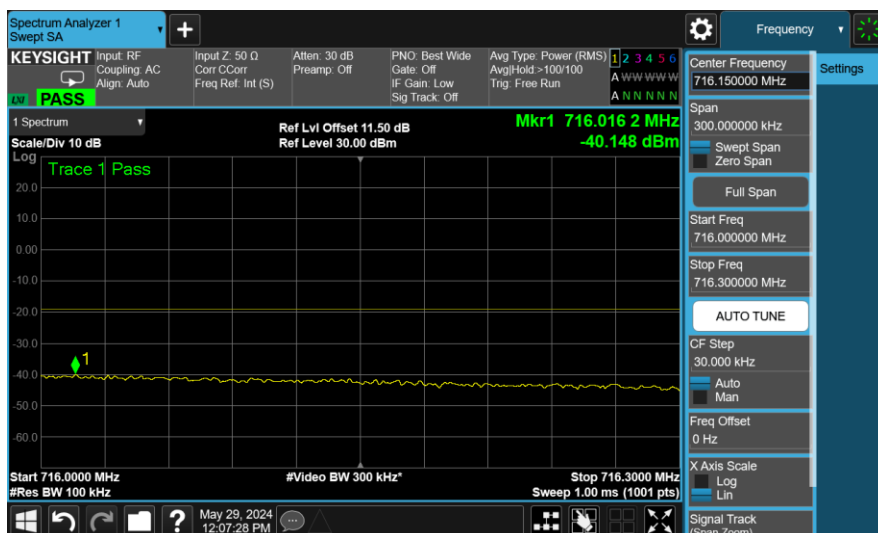 Spectrum Analyzer 1
Swept SA
Frequency
KEYSIGHT
LXI
PASS
Input: RF
Coupling: AC
Align: Auto
Input Z: 50 Ω
Corr CCorr
Freq Ref: Int (S)
Atten: 30 dB
Preamp: Off
PNO: Best Wide
Gate: Off
IF Gain: Low
Sig Track: Off
Avg Type: Power (RMS)
Avg|Hold:>100/100
Trig: Free Run
1 2 3 4 5 6
A W W W W W
A N N N N N
1 Spectrum
Scale/Div 10 dB
Ref Lvl Offset 11.50 dB
Ref Level 30.00 dBm
Mkr1 716.016 2 MHz
-40.148 dBm
Log
Trace 1 Pass
20.0
10.0
0.00
-10.0
-20.0
-30.0
1
-40.0
-50.0
-60.0
Start 716.0000 MHz
#Res BW 100 kHz
#Video BW 300 kHz*
Stop 716.3000 MHz
Sweep 1.00 ms (1001 pts)
?
May 29, 2024
12:07:28 PM
Center Frequency
716.150000 MHz
Settings
Span
300.000000 kHz
Swept Span
Zero Span
Full Span
Start Freq
716.000000 MHz
Stop Freq
716.300000 MHz
AUTO TUNE
CF Step
30.000 kHz
Auto
Man
Freq Offset
0 Hz
X Axis Scale
Log
Lin
Signal Track
(Span Zoom)